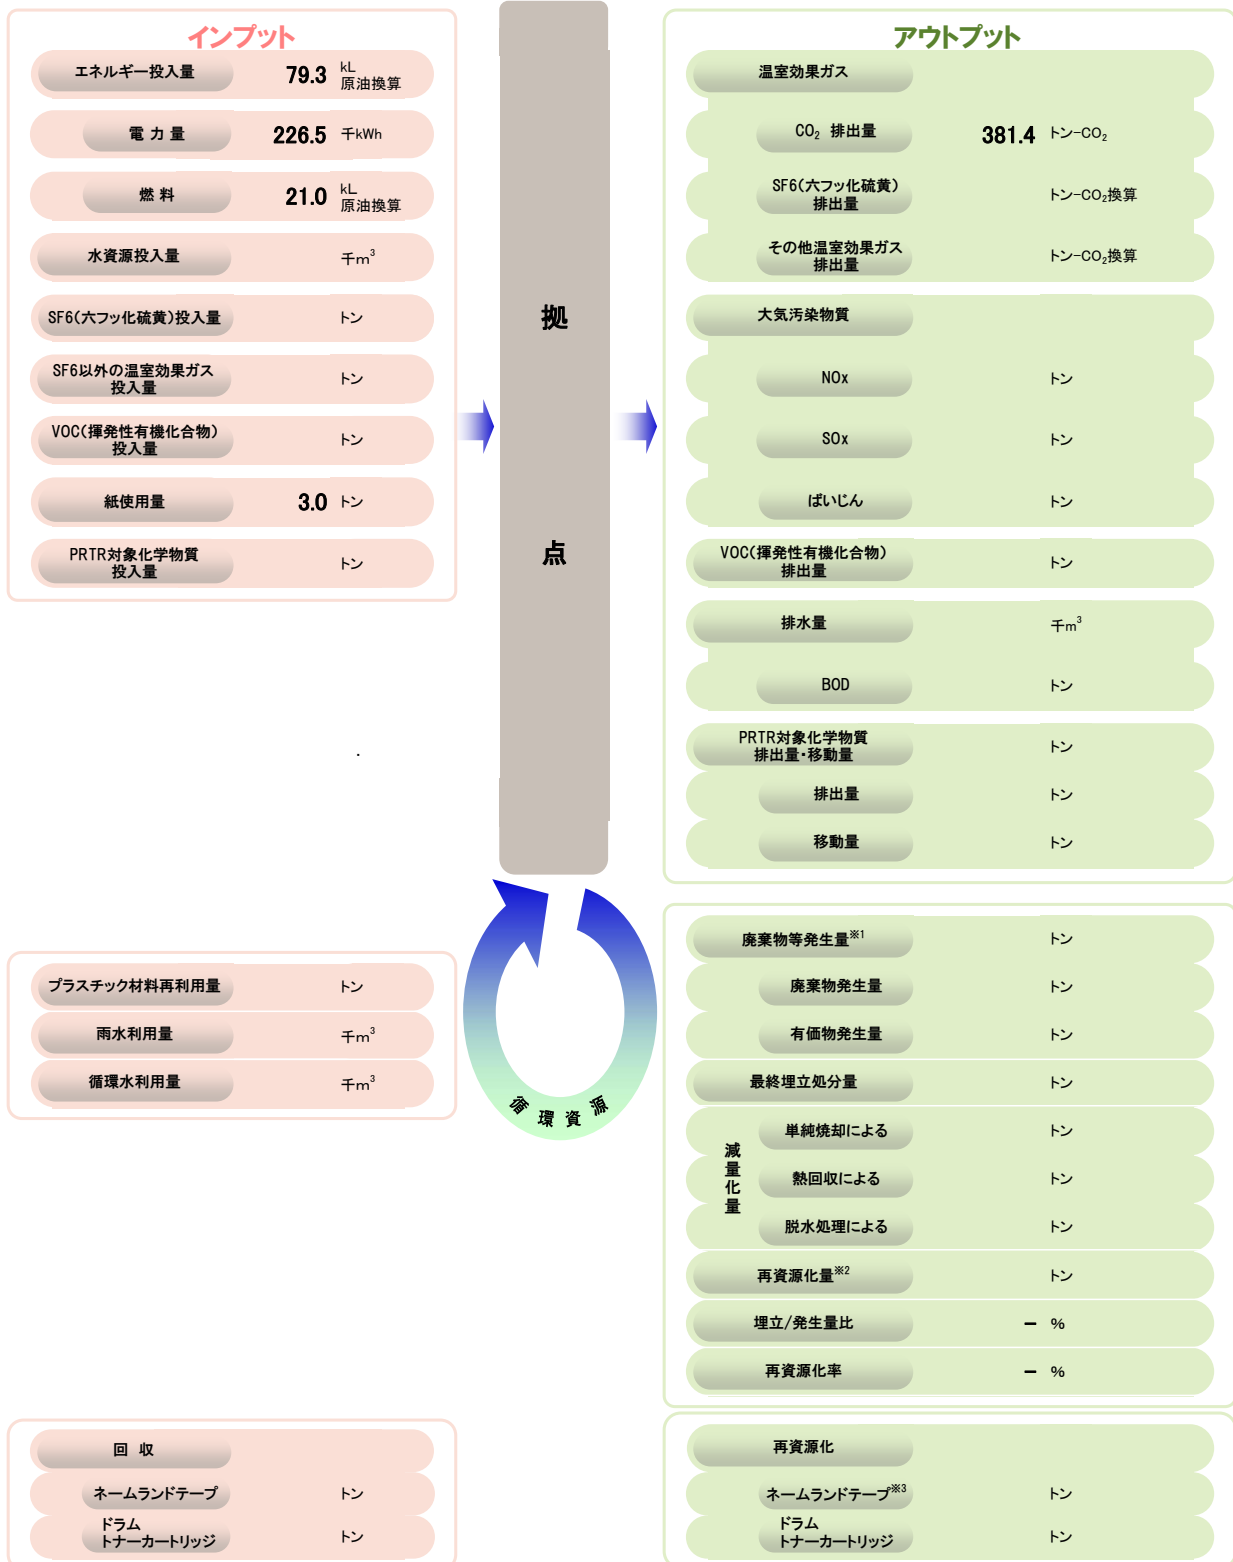 インプット
エネルギー投入量 79.3 kL
原油換算
電 力 量 226.5 千kWh
燃 料 21.0 kL
原油換算
水資源投入量 千m³
SF6(六フッ化硫黄)投入量 トン
SF6以外の温室効果ガス
投入量 トン
VOC(揮発性有機化合物)
投入量 トン
紙使用量 3.0 トン
PRTR対象化学物質
投入量 トン
拠
点
アウトプット
温室効果ガス
CO₂ 排出量 381.4 トン-CO₂
SF6(六フッ化硫黄)
排出量 トン-CO₂換算
その他温室効果ガス
排出量 トン-CO₂換算
大気汚染物質
NOx トン
SOx トン
ばいじん トン
VOC(揮発性有機化合物)
排出量 トン
排水量 千m³
BOD トン
PRTR対象化学物質
排出量・移動量 トン
排出量 トン
移動量 トン
プラスチック材料再利用量 トン
雨水利用量 千m³
循環水利用量 千m³
循環資源
廃棄物等発生量※1 トン
廃棄物発生量 トン
有価物発生量 トン
最終埋立処分量 トン
減量化量
単純焼却による トン
熱回収による トン
脱水処理による トン
再資源化量※2 トン
埋立/発生量比 − %
再資源化率 − %
回 収
ネームランドテープ トン
ドラム
トナーカートリッジ トン
再資源化
ネームランドテープ※3 トン
ドラム
トナーカートリッジ トン